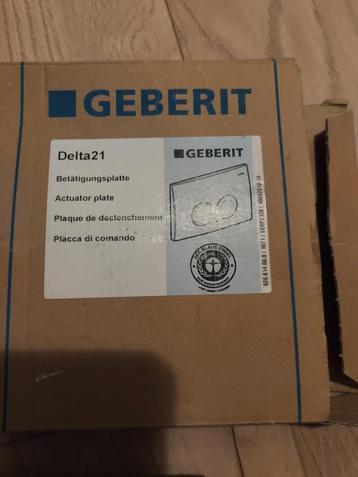 GEBERIT
Delta21
GEBERIT
Betätigungsplatte
Actuator plate
Plaque de declenchement
Placca di comando